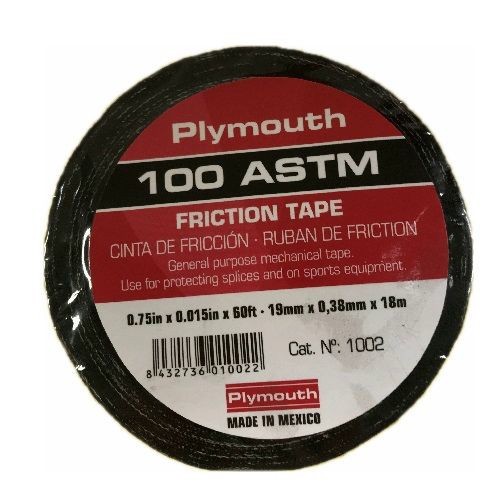 Plymouth
100 ASTM
FRICTION TAPE
CINTA DE FRICCIÓN · RUBAN DE FRICTION
General purpose mechanical tape.
Use for protecting splices and on sports equipment.
0.75in x 0.015in x 60ft · 19mm x 0,38mm x 18m
Cat. Nº: 1002
8 432736 010022
Plymouth
MADE IN MEXICO